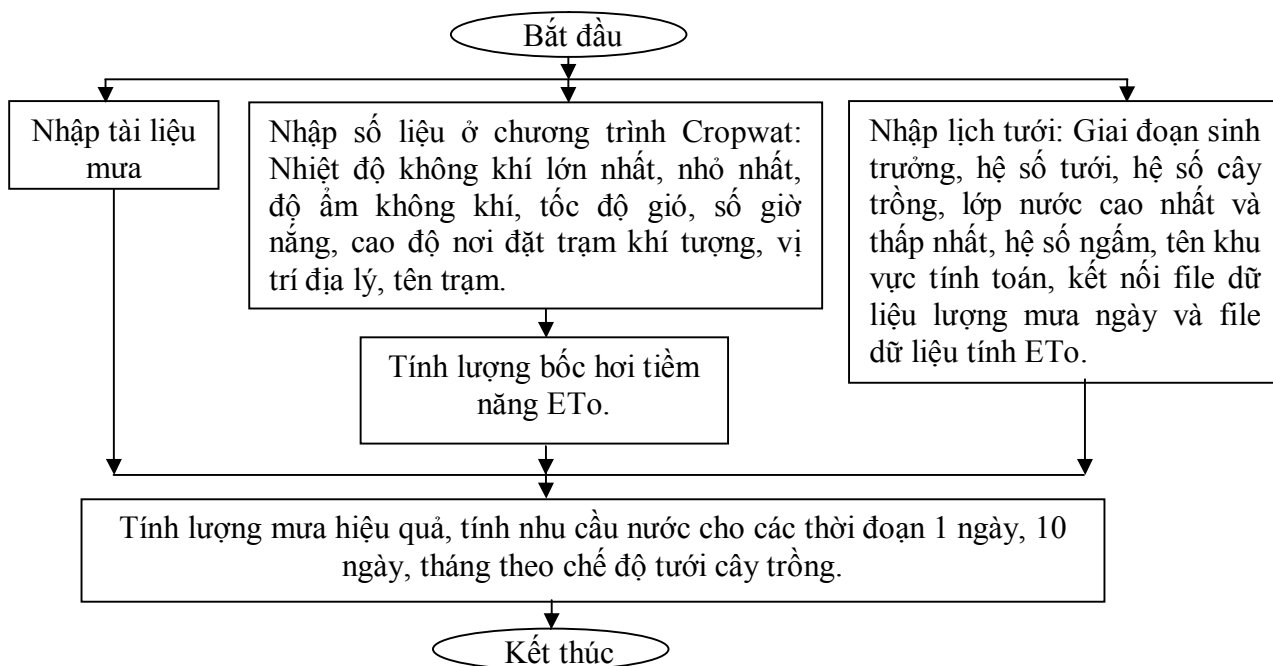 Bắt đầu
Nhập tài liệu
mưa
Nhập số liệu ở chương trình Cropwat:
Nhiệt độ không khí lớn nhất, nhỏ nhất,
độ ẩm không khí, tốc độ gió, số giờ
nắng, cao độ nơi đặt trạm khí tượng, vị
trí địa lý, tên trạm.
Nhập lịch tưới: Giai đoạn sinh
trưởng, hệ số tưới, hệ số cây
trồng, lớp nước cao nhất và
thấp nhất, hệ số ngấm, tên khu
vực tính toán, kết nối file dữ
liệu lượng mưa ngày và file
dữ liệu tính ETo.
Tính lượng bốc hơi tiềm
năng ETo.
Tính lượng mưa hiệu quả, tính nhu cầu nước cho các thời đoạn 1 ngày, 10
ngày, tháng theo chế độ tưới cây trồng.
Kết thúc